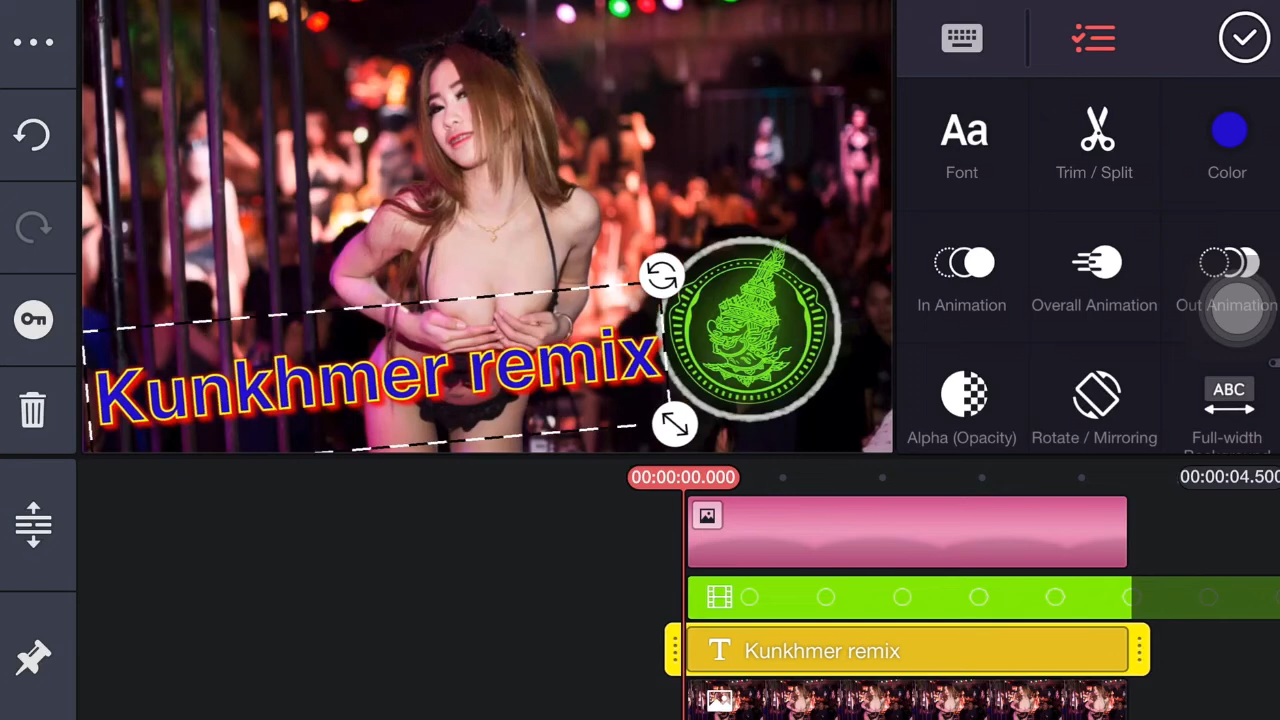 Kunkhmer remix
Aa
Font
Trim / Split
Color
In Animation
Overall Animation
Out Animation
Alpha (Opacity)
Rotate / Mirroring
ABC
Full-width
Background
00:00:00.000
00:00:04.500
T Kunkhmer remix